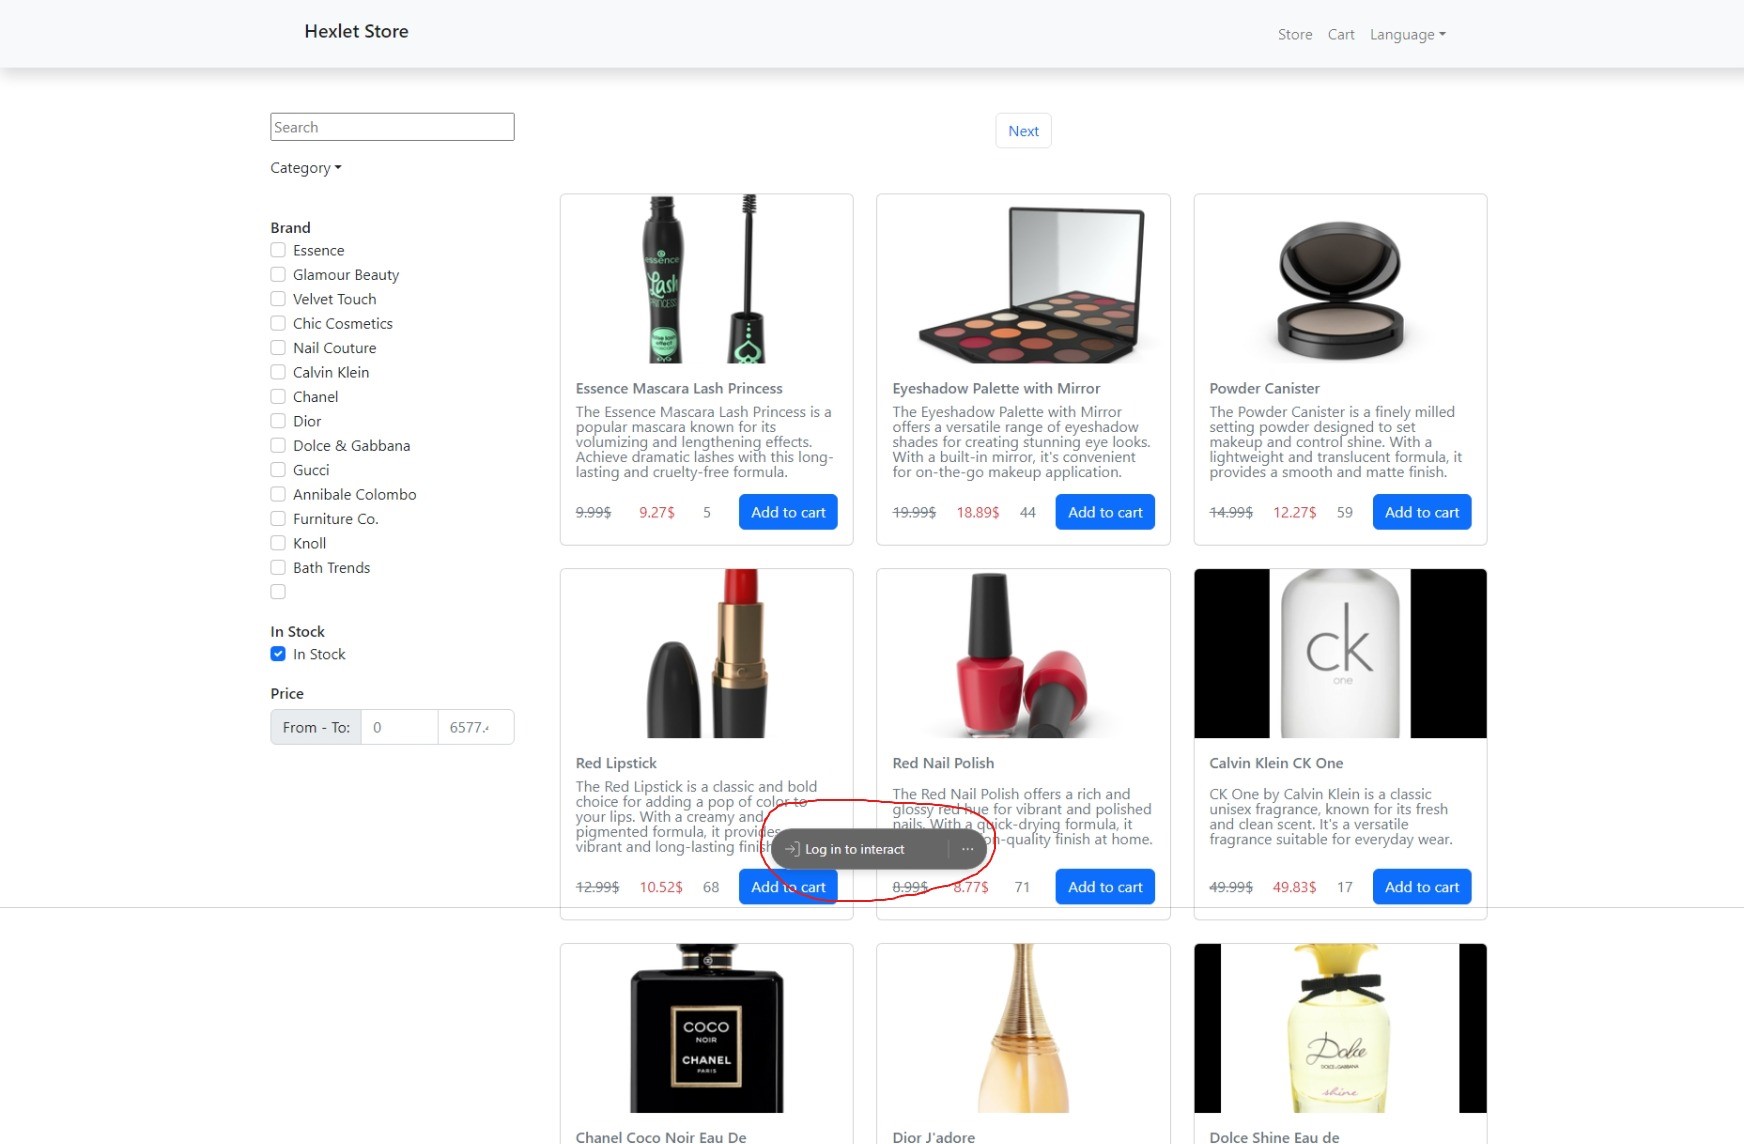 Hexlet Store
Store
Cart
Language
Search
Next
Category
Brand
Essence
Glamour Beauty
Velvet Touch
Chic Cosmetics
Nail Couture
Calvin Klein
Chanel
Dior
Dolce & Gabbana
Gucci
Annibale Colombo
Furniture Co.
Knoll
Bath Trends
In Stock
In Stock
Price
From - To:
0
essence
Lash
PRINCESS
Essence Mascara Lash Princess
The Essence Mascara Lash Princess is a
popular mascara known for its
volumizing and lengthening effects.
Achieve dramatic lashes with this long-
lasting and cruelty-free formula.
9.99$
9.27$
5
Add to cart
Eyeshadow Palette with Mirror
The Eyeshadow Palette with Mirror
offers a versatile range of eyeshadow
shades for creating stunning eye looks.
With a built-in mirror, it's convenient
for on-the-go makeup application.
19.99$
18.89$
44
Add to cart
Powder Canister
The Powder Canister is a finely milled
setting powder designed to set
makeup and control shine. With a
lightweight and translucent formula, it
provides a smooth and matte finish.
14.99$
12.27$
59
Add to cart
Red Lipstick
The Red Lipstick is a classic and bold
choice for adding a pop of color to
your lips. With a creamy and
pigmented formula, it provides
vibrant and long-lasting finish
12.99$
10.52$
68
Add to cart
Red Nail Polish
The Red Nail Polish offers a rich and
glossy red hue for vibrant and polished
nails. With a quick-drying formula, it
on-quality finish at home.
8.99$
8.77$
71
Add to cart
Log in to interact
ck
one
Calvin Klein CK One
CK One by Calvin Klein is a classic
unisex fragrance, known for its fresh
and clean scent. It's a versatile
fragrance suitable for everyday wear.
49.99$
49.83$
17
Add to cart
COCO
NOIR
CHANEL
PARIS
Chanel Coco Noir Eau De
Dior J'adore
Dolce
DOLCE & GABBANA
shine
Dolce Shine Eau de